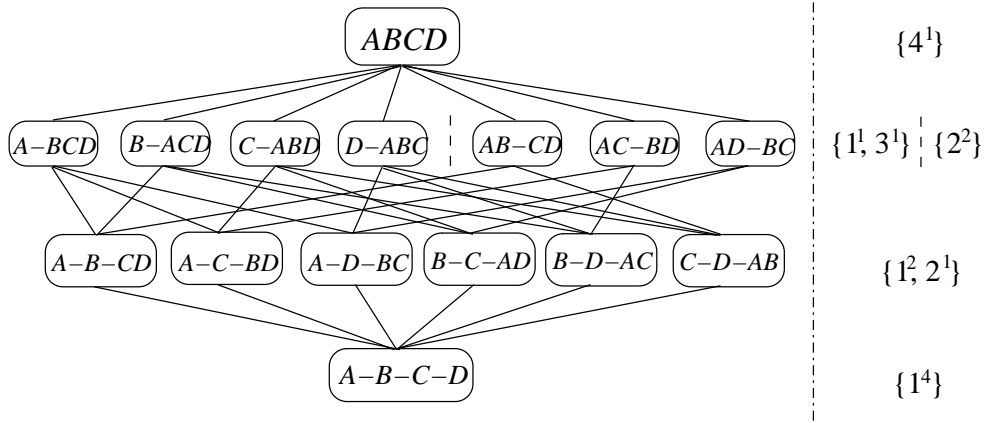 ABCD {4¹}
A−BCD B−ACD C−ABD D−ABC AB−CD AC−BD AD−BC {1¹, 3¹} {2²}
A−B−CD A−C−BD A−D−BC B−C−AD B−D−AC C−D−AB {1², 2¹}
A−B−C−D {1⁴}